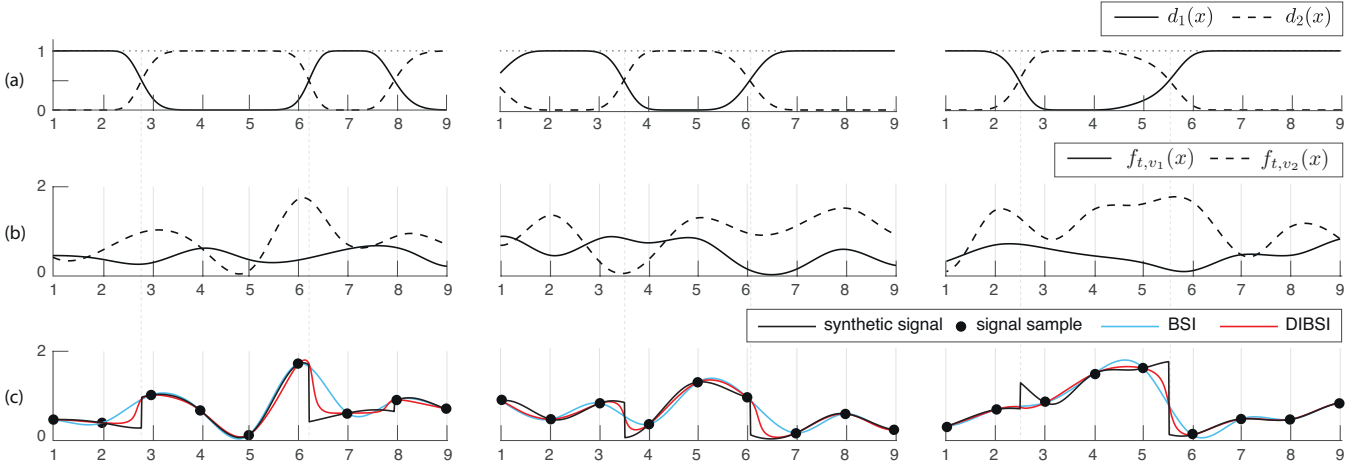 d₁(x) d₂(x)
(a)
1
0
1 2 3 4 5 6 7 8 9
1 2 3 4 5 6 7 8 9
1 2 3 4 5 6 7 8 9
f_{t,v₁}(x) f_{t,v₂}(x)
(b)
2
0
1 2 3 4 5 6 7 8 9
1 2 3 4 5 6 7 8 9
1 2 3 4 5 6 7 8 9
synthetic signal signal sample BSI DIBSI
(c)
2
0
1 2 3 4 5 6 7 8 9
1 2 3 4 5 6 7 8 9
1 2 3 4 5 6 7 8 9